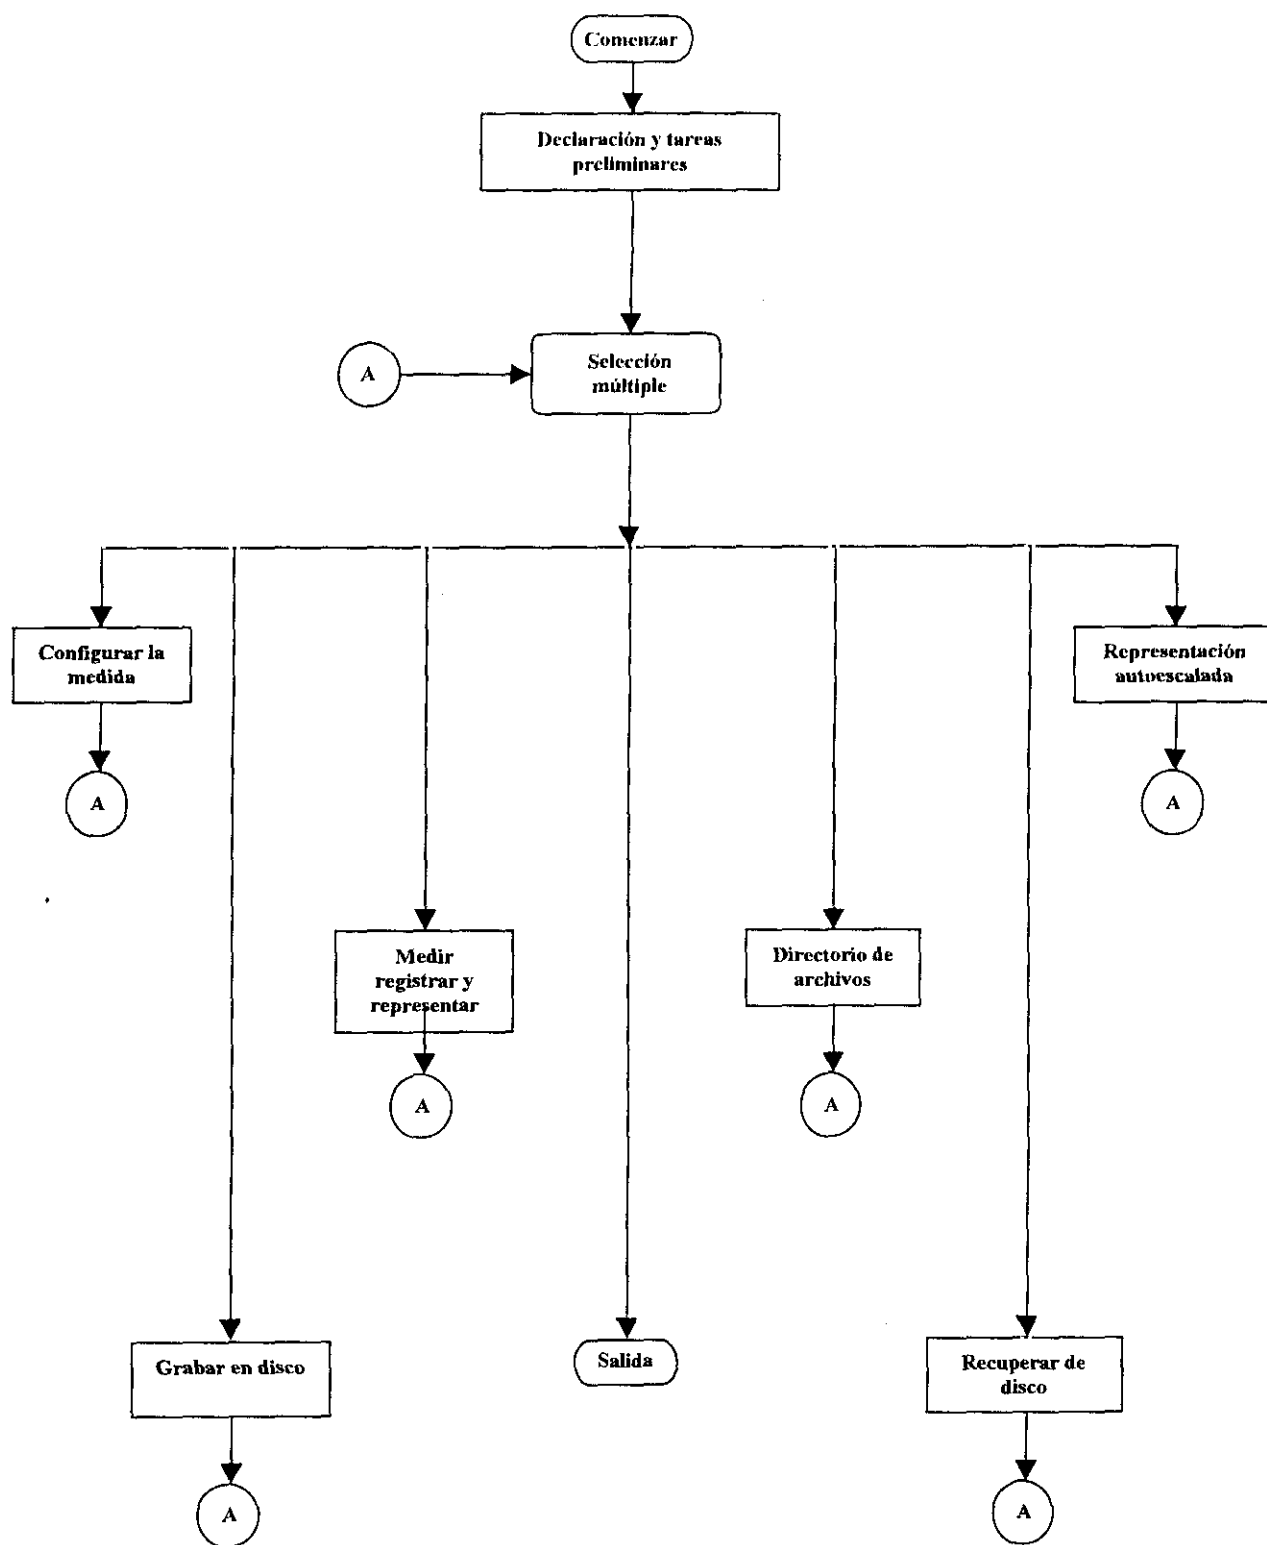 Comenzar
Declaración y tareas
preliminares
A
Selección
múltiple
Configurar la
medida
Representación
autoescalada
A
A
Medir
registrar y
representar
Directorio de
archivos
A
A
Grabar en disco
Salida
Recuperar de
disco
A
A